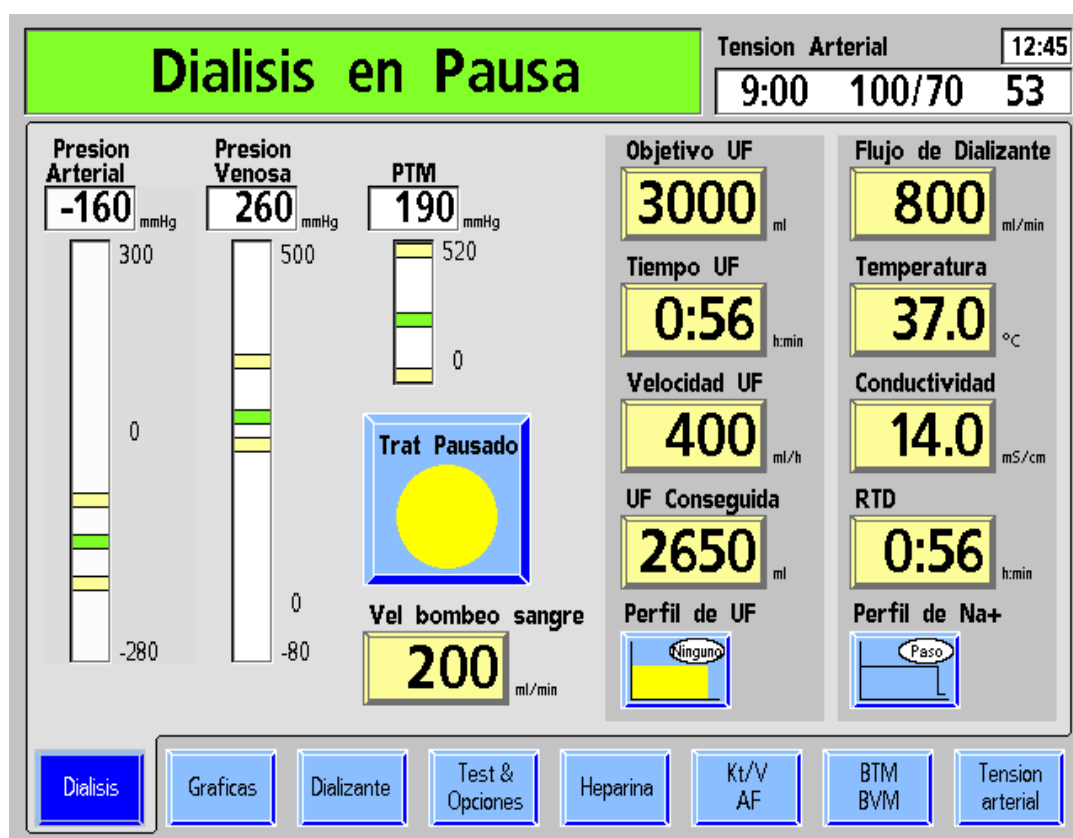 Dialisis en Pausa
Tension Arterial
12:45
9:00 100/70 53
Presion
Arterial
-160 mmHg
300
0
-280
Presion
Venosa
260 mmHg
500
0
-80
PTM
190 mmHg
520
0
Trat Pausado
Vel bombeo sangre
200 ml/min
Objetivo UF
3000 ml
Tiempo UF
0:56 h:min
Velocidad UF
400 ml/h
UF Conseguida
2650 ml
Perfil de UF
Ninguno
Flujo de Dializante
800 ml/min
Temperatura
37.0 °C
Conductividad
14.0 mS/cm
RTD
0:56 h:min
Perfil de Na+
Paso
Dialisis
Graficas
Dializante
Test &
Opciones
Heparina
Kt/V
AF
BTM
BVM
Tension
arterial